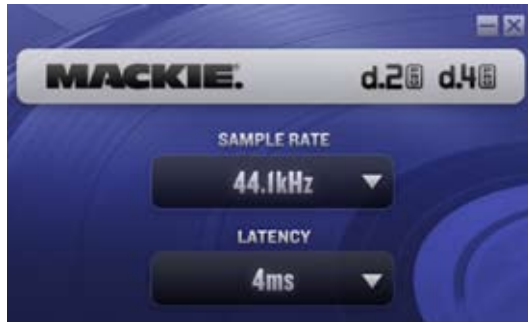 MACKIE. d.2 d.4
SAMPLE RATE
44.1kHz
LATENCY
4ms